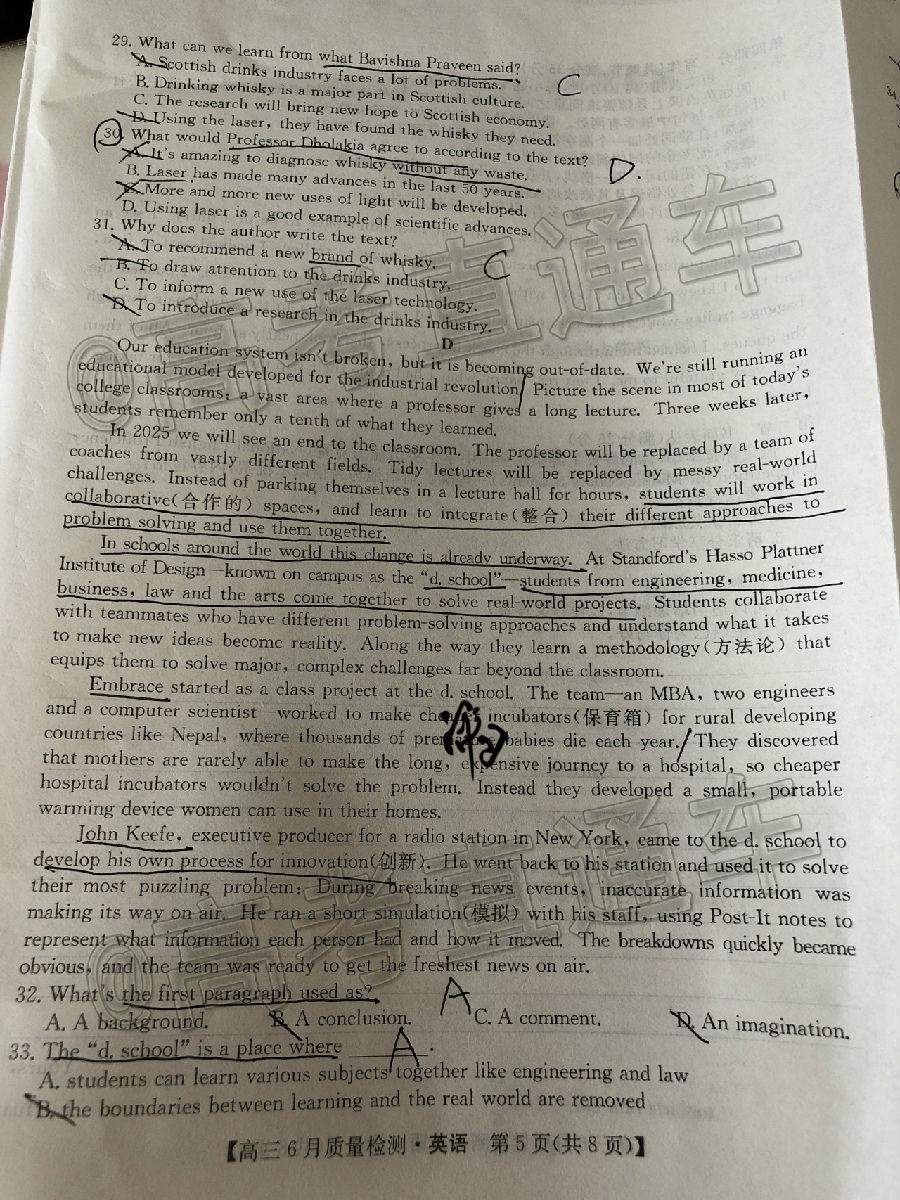 29. What can we learn from what Bavishna Praveen said?
A. Scottish drinks industry faces a lot of problems.
B. Drinking whisky is a major part in Scottish culture.
C. The research will bring new hope to Scottish economy.
D. Using the laser, they have found the whisky they need.
C
30. What would Professor Dholakia agree to according to the text?
A. It's amazing to diagnose whisky without any waste.
B. Laser has made many advances in the last 50 years.
C. More and more new uses of light will be developed.
D. Using laser is a good example of scientific advances.
D.
31. Why does the author write the text?
A. To recommend a new brand of whisky.
B. To draw attention to the drinks industry.
C. To inform a new use of the laser technology.
D. To introduce a research in the drinks industry.
C
D
Our education system isn't broken, but it is becoming out-of-date. We're still running an
educational model developed for the industrial revolution. Picture the scene in most of today's
college classrooms: a vast area where a professor gives a long lecture. Three weeks later,
students remember only a tenth of what they learned.
In 2025 we will see an end to the classroom. The professor will be replaced by a team of
coaches from vastly different fields. Tidy lectures will be replaced by messy real-world
challenges. Instead of parking themselves in a lecture hall for hours, students will work in
collaborative(合作的) spaces, and learn to integrate(整合) their different approaches to
problem solving and use them together.
In schools around the world this change is already underway. At Standford's Hasso Plattner
Institute of Design—known on campus as the "d. school"—students from engineering, medicine,
business, law and the arts come together to solve real-world projects. Students collaborate
with teammates who have different problem-solving approaches and understand what it takes
to make new ideas become reality. Along the way they learn a methodology(方法论) that
equips them to solve major, complex challenges far beyond the classroom.
Embrace started as a class project at the d. school. The team—an MBA, two engineers
and a computer scientist—worked to make incubators(保育箱) for rural developing
countries like Nepal, where thousands of babies die each year. They discovered
that mothers are rarely able to make the long, expensive journey to a hospital, so cheaper
hospital incubators wouldn't solve the problem. Instead they developed a small, portable
warming device women can use in their homes.
John Keefe, executive producer for a radio station in New York, came to the d. school to
develop his own process for innovation(创新). He went back to his station and used it to solve
their most puzzling problem: During breaking news events, inaccurate information was
making its way on air. He ran a short simulation(模拟) with his staff, using Post-It notes to
represent what information each person had and how it moved. The breakdowns quickly became
obvious, and the team was ready to get the freshest news on air.
32. What's the first paragraph used as?
A
A. A background. B. A conclusion. C. A comment. D. An imagination.
33. The "d. school" is a place where ______.
A
A. students can learn various subjects together like engineering and law
B. the boundaries between learning and the real world are removed
【高三6月质量检测·英语 第5页(共8页)】
@高考直通车
@高考直通车